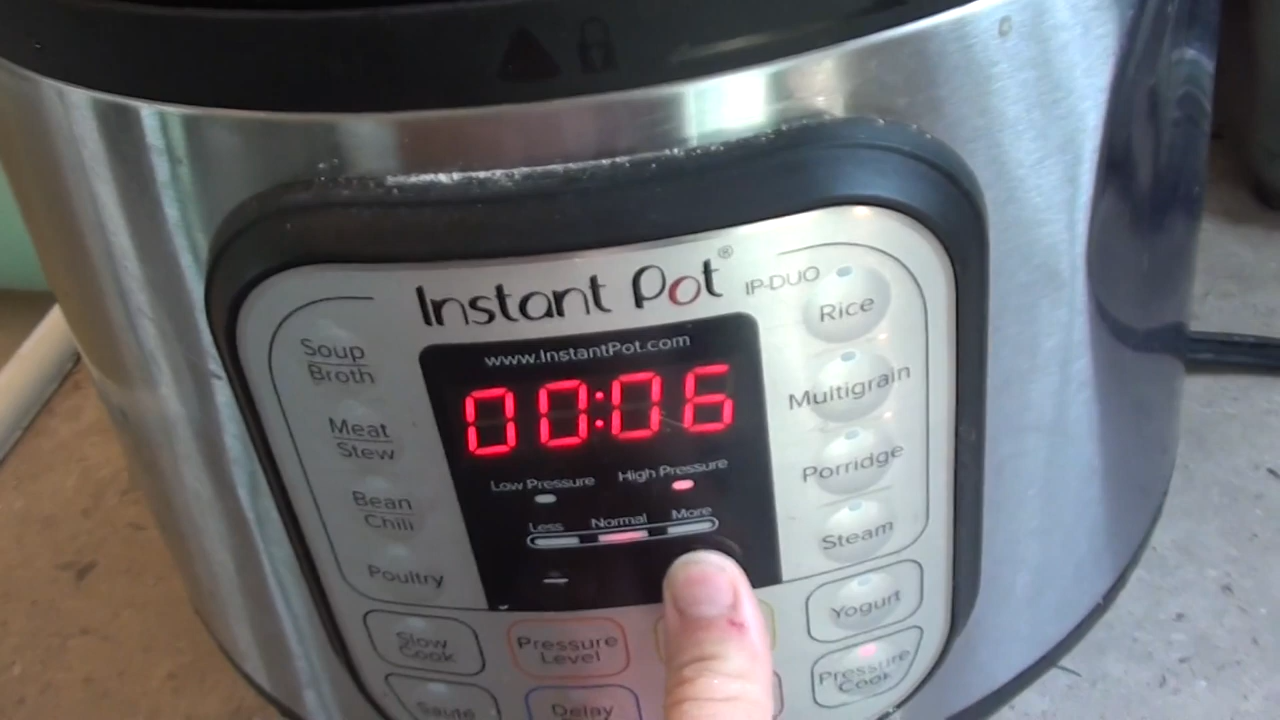 Instant Pot® IP-DUO
www.InstantPot.com
00:06
Low Pressure High Pressure
Less Normal More
Soup
Broth
Meat
Stew
Bean
Chili
Poultry
Slow
Cook
Sauté
Pressure
Level
Delay
Rice
Multigrain
Porridge
Steam
Yogurt
Pressure
Cook